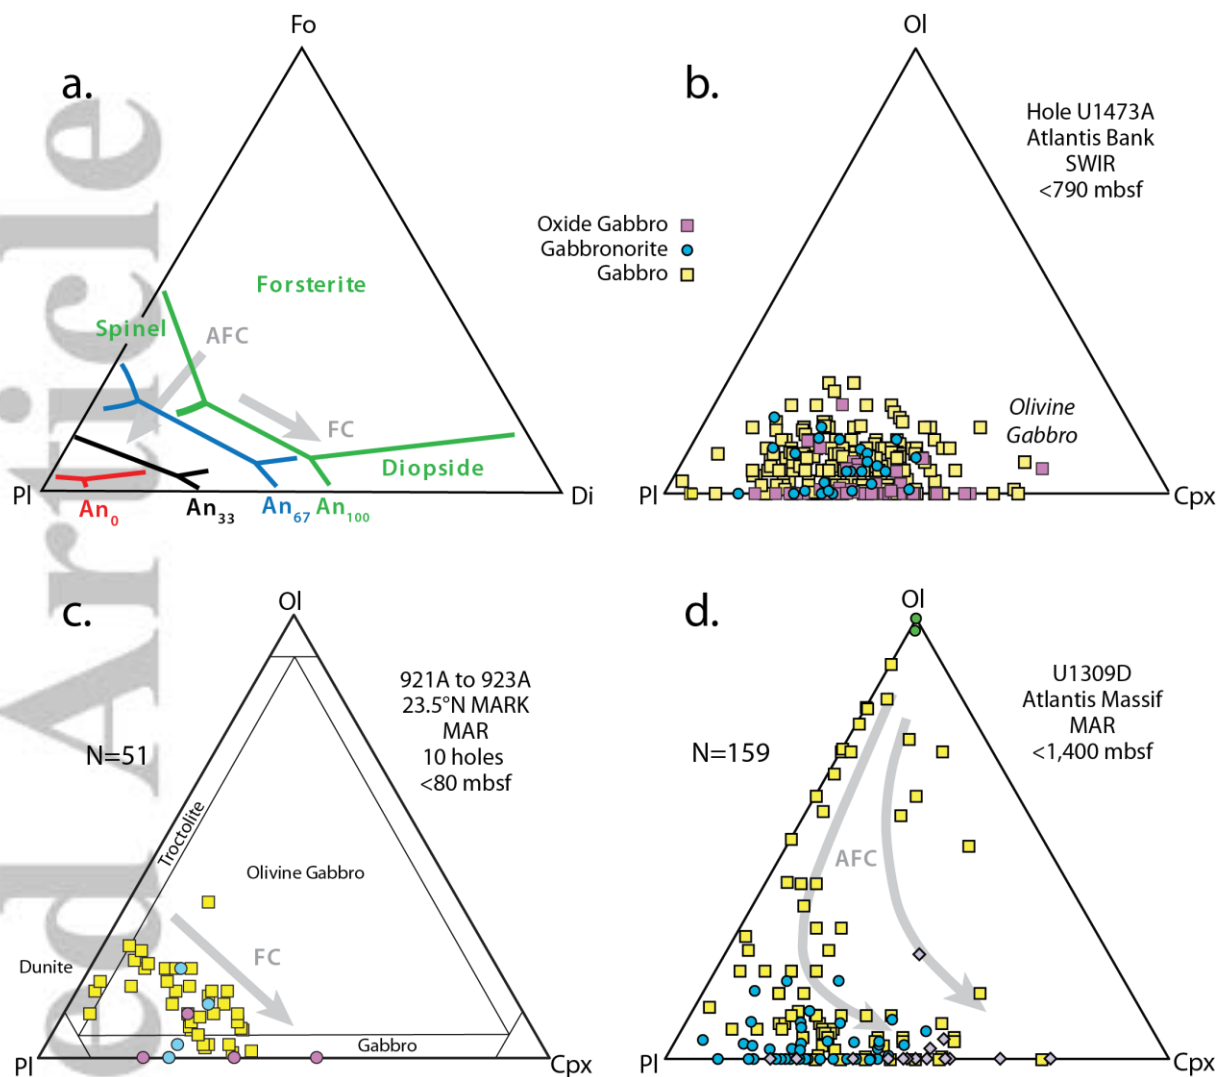 Fo
a.
Forsterite
Spinel
AFC
FC
Diopside
Pl
Di
An0
An33
An67
An100
Ol
b.
Hole U1473A
Atlantis Bank
SWIR
<790 mbsf
Oxide Gabbro
Gabbronorite
Gabbro
Olivine
Gabbro
Pl
Cpx
Ol
c.
921A to 923A
23.5°N MARK
MAR
10 holes
<80 mbsf
N=51
Troctolite
Olivine Gabbro
FC
Dunite
Gabbro
Pl
Cpx
Ol
d.
U1309D
Atlantis Massif
MAR
<1,400 mbsf
N=159
AFC
Pl
Cpx
ed Article